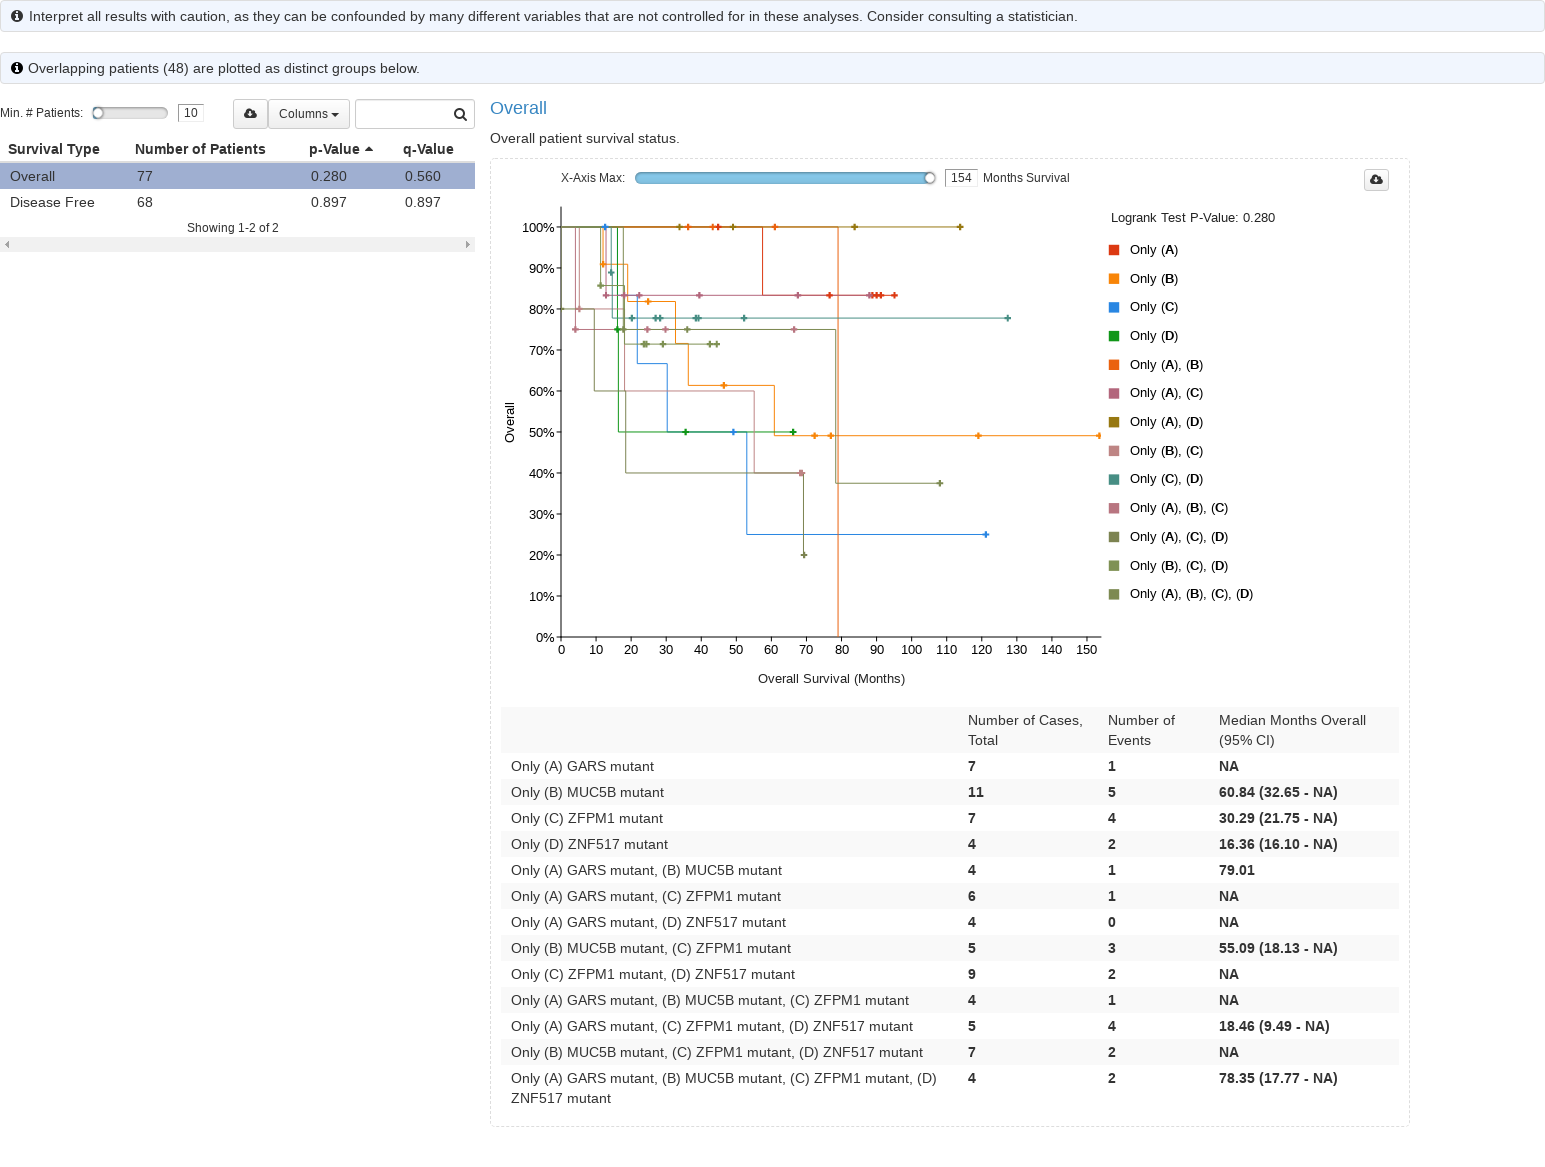 Interpret all results with caution, as they can be confounded by many different variables that are not controlled for in these analyses. Consider consulting a statistician.
Overlapping patients (48) are plotted as distinct groups below.
Min. # Patients: 10 Columns
Survival Type Number of Patients p-Value q-Value
Overall 77 0.280 0.560
Disease Free 68 0.897 0.897
Showing 1-2 of 2
Overall
Overall patient survival status.
X-Axis Max: 154 Months Survival
Logrank Test P-Value: 0.280
100%
90%
80%
70%
60%
50%
40%
30%
20%
10%
0%
Overall
0 10 20 30 40 50 60 70 80 90 100 110 120 130 140 150
Overall Survival (Months)
Only (A)
Only (B)
Only (C)
Only (D)
Only (A), (B)
Only (A), (C)
Only (A), (D)
Only (B), (C)
Only (C), (D)
Only (A), (B), (C)
Only (A), (C), (D)
Only (B), (C), (D)
Only (A), (B), (C), (D)
Number of Cases, Number of Median Months Overall
Total Events (95% CI)
Only (A) GARS mutant 7 1 NA
Only (B) MUC5B mutant 11 5 60.84 (32.65 - NA)
Only (C) ZFPM1 mutant 7 4 30.29 (21.75 - NA)
Only (D) ZNF517 mutant 4 2 16.36 (16.10 - NA)
Only (A) GARS mutant, (B) MUC5B mutant 4 1 79.01
Only (A) GARS mutant, (C) ZFPM1 mutant 6 1 NA
Only (A) GARS mutant, (D) ZNF517 mutant 4 0 NA
Only (B) MUC5B mutant, (C) ZFPM1 mutant 5 3 55.09 (18.13 - NA)
Only (C) ZFPM1 mutant, (D) ZNF517 mutant 9 2 NA
Only (A) GARS mutant, (B) MUC5B mutant, (C) ZFPM1 mutant 4 1 NA
Only (A) GARS mutant, (C) ZFPM1 mutant, (D) ZNF517 mutant 5 4 18.46 (9.49 - NA)
Only (B) MUC5B mutant, (C) ZFPM1 mutant, (D) ZNF517 mutant 7 2 NA
Only (A) GARS mutant, (B) MUC5B mutant, (C) ZFPM1 mutant, (D) 4 2 78.35 (17.77 - NA)
ZNF517 mutant